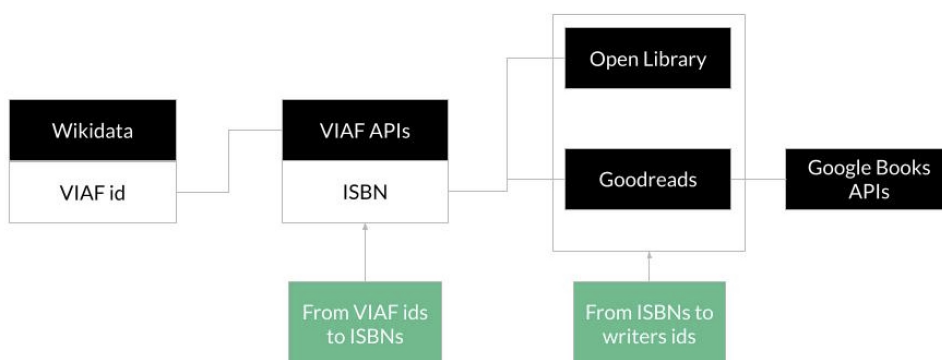 Open Library
Wikidata
VIAF APIs
VIAF id
ISBN
Goodreads
Google Books
APIs
From VIAF ids
to ISBNs
From ISBNs to
writers ids